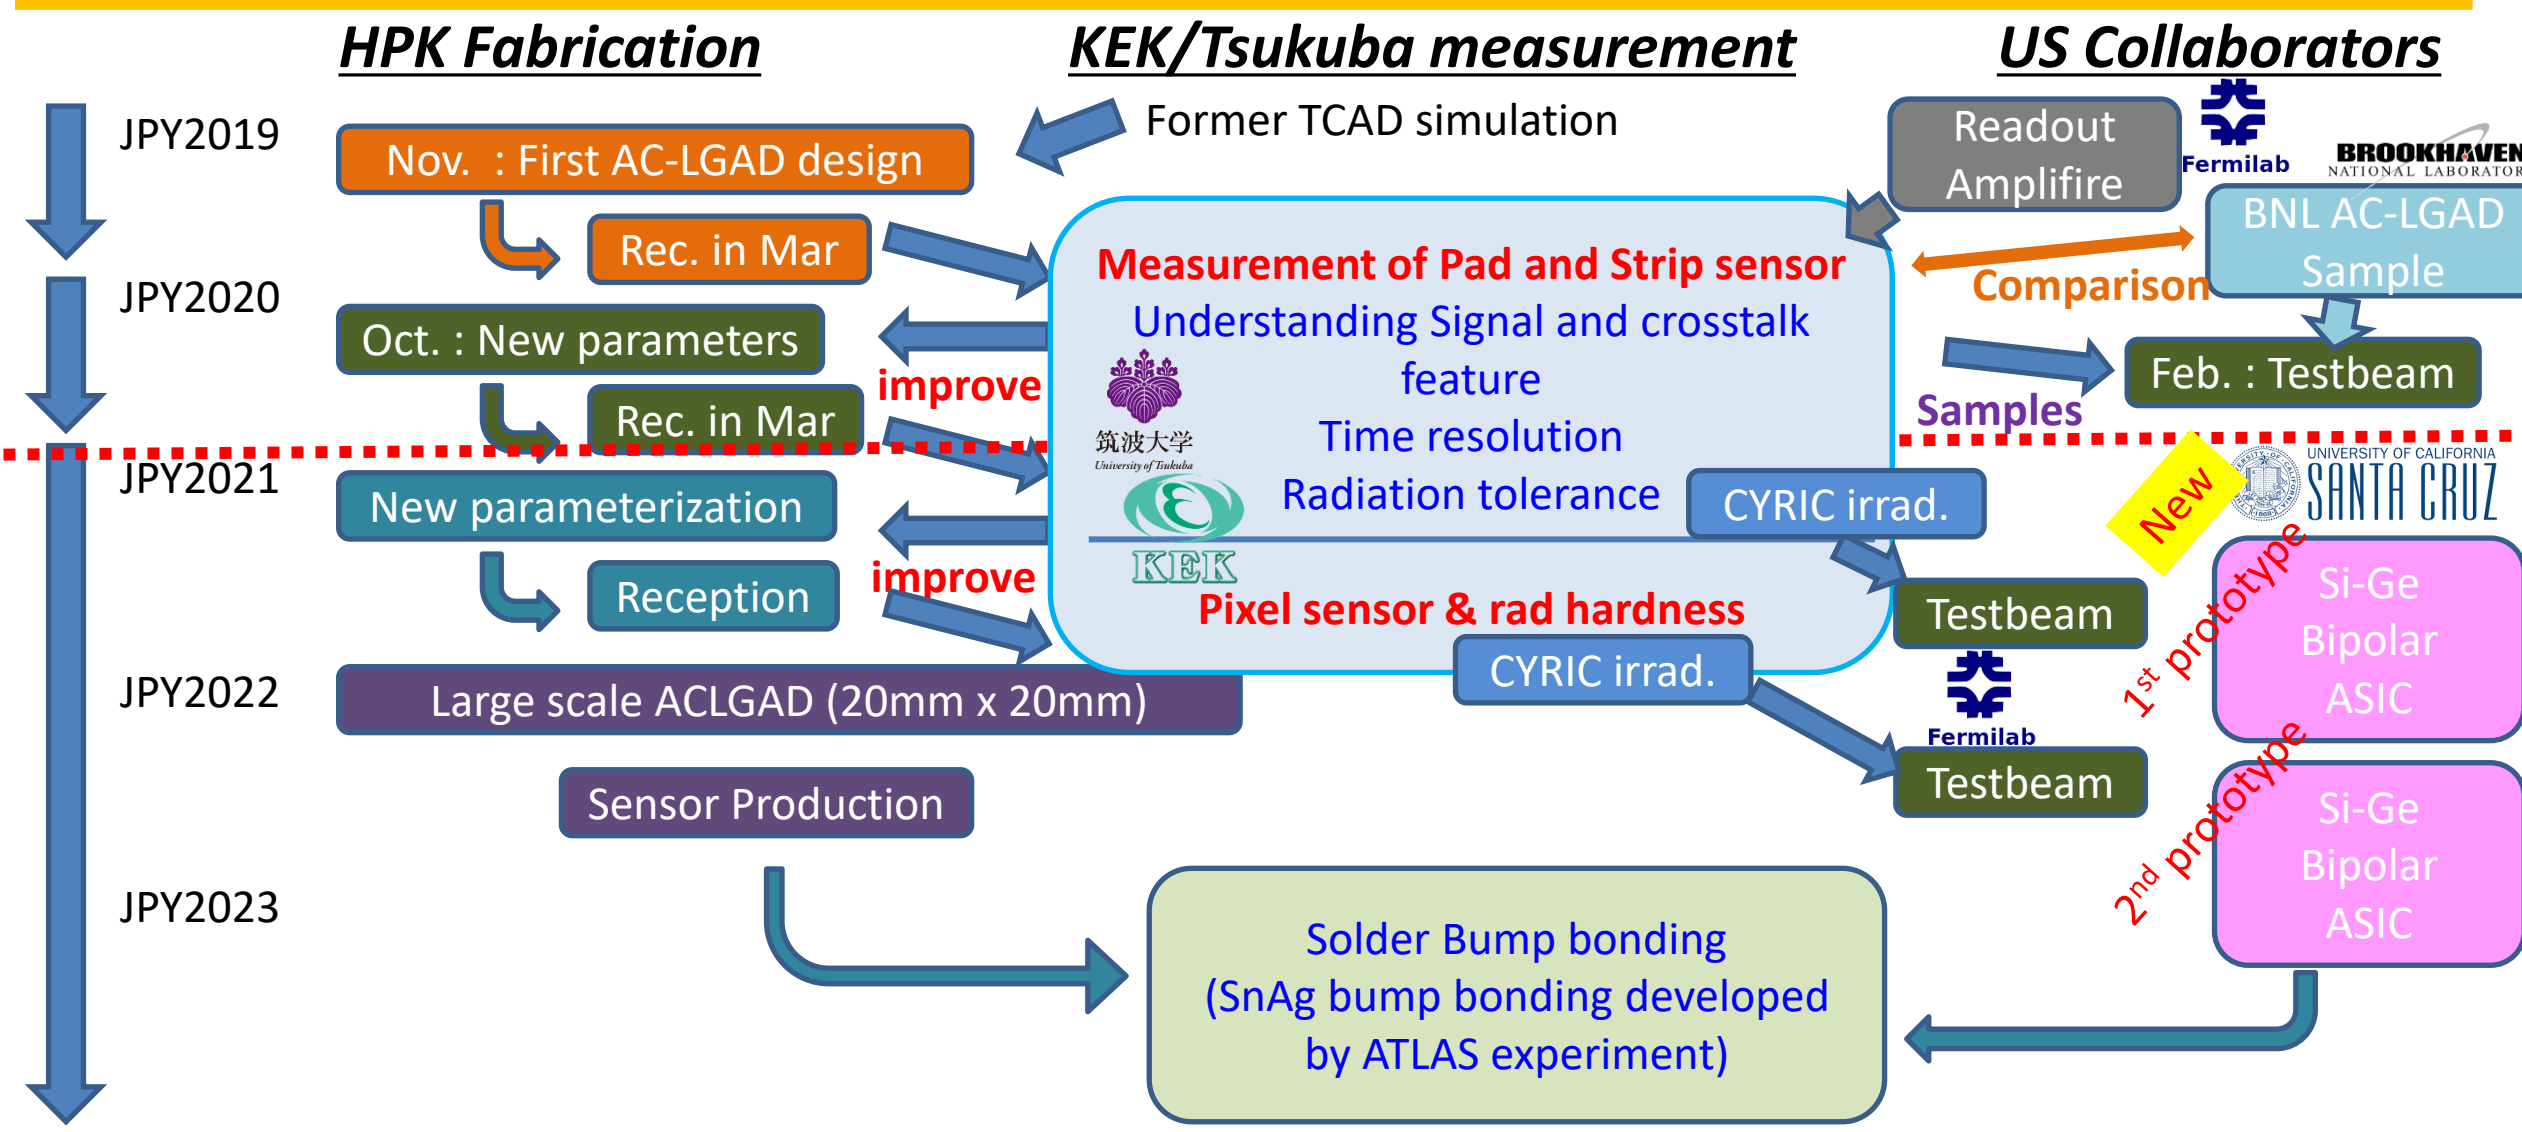 HPK Fabrication
KEK/Tsukuba measurement
US Collaborators
JPY2019
Nov.  : First AC-LGAD design
Former TCAD simulation
Readout
Amplifire
Fermilab
BROOKHAVEN
NATIONAL LABORATOR
Rec. in Mar
BNL AC-LGAD
Sample
Comparison
JPY2020
Oct. : New parameters
improve
Rec. in Mar
Measurement of Pad and Strip sensor
Understanding Signal and crosstalk
feature
Time resolution
Radiation tolerance
筑波大学
University of Tsukuba
KEK
Feb. : Testbeam
Samples
JPY2021
New parameterization
improve
Reception
CYRIC irrad.
Pixel sensor & rad hardness
CYRIC irrad.
New
UNIVERSITY OF CALIFORNIA
SANTA CRUZ
Testbeam
1st prototype
Si-Ge
Bipolar
ASIC
JPY2022
Large scale ACLGAD (20mm x 20mm)
Fermilab
Testbeam
Sensor Production
2nd prototype
Si-Ge
Bipolar
ASIC
JPY2023
Solder Bump bonding
(SnAg bump bonding developed
by ATLAS experiment)